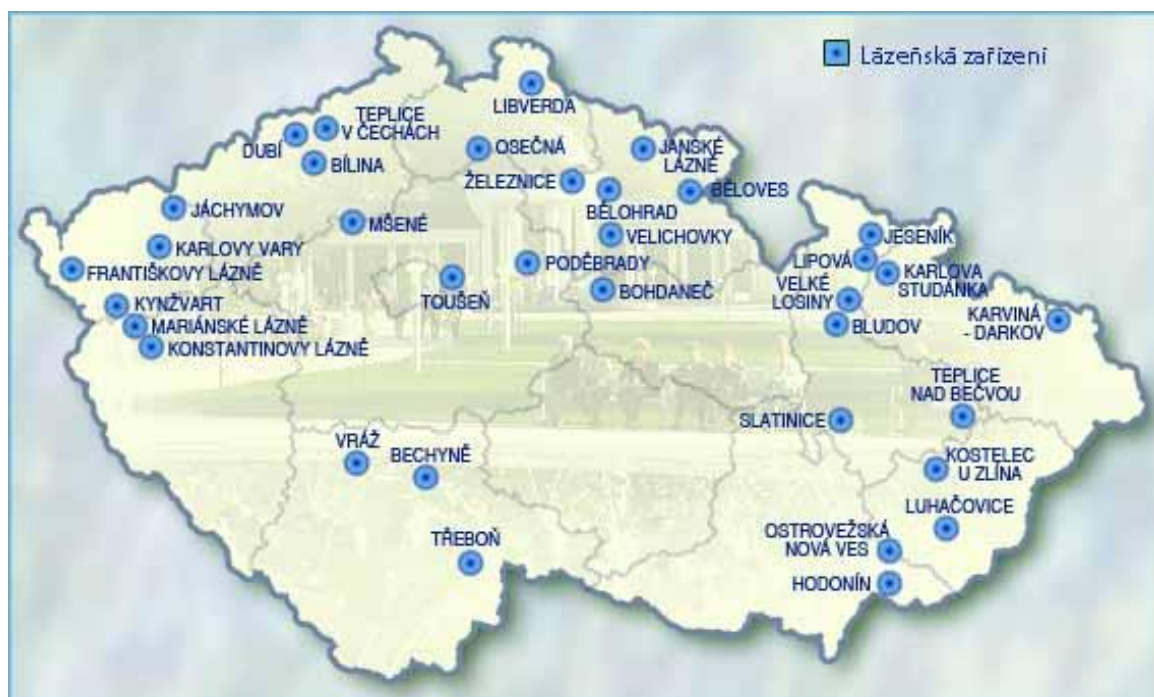 Lázeňská zařízení
LIBVERDA
TEPLICE
V ČECHÁCH
DUBÍ
BÍLINA
OSEČNÁ
JANSKÉ
LÁZNĚ
ŽELEZNICE
BĚLOVES
BĚLOHRAD
JÁCHYMOV
MŠENÉ
VELICHOVKY
JESENÍK
KARLOVY VARY
PODĚBRADY
LIPOVÁ
KARLOVA
STUDÁNKA
FRANTIŠKOVY LÁZNĚ
TOUŠEŇ
BOHDANEČ
VELKÉ
LOSINY
KYNŽVART
MARIÁNSKÉ LÁZNĚ
BLUDOV
KARVINÁ
- DARKOV
KONSTANTINOVY LÁZNĚ
TEPLICE
NAD BEČVOU
SLATINICE
VRÁŽ
BECHYNĚ
KOSTELEC
U ZLÍNA
LUHAČOVICE
TŘEBOŇ
OSTROVEŽSKÁ
NOVÁ VES
HODONÍN